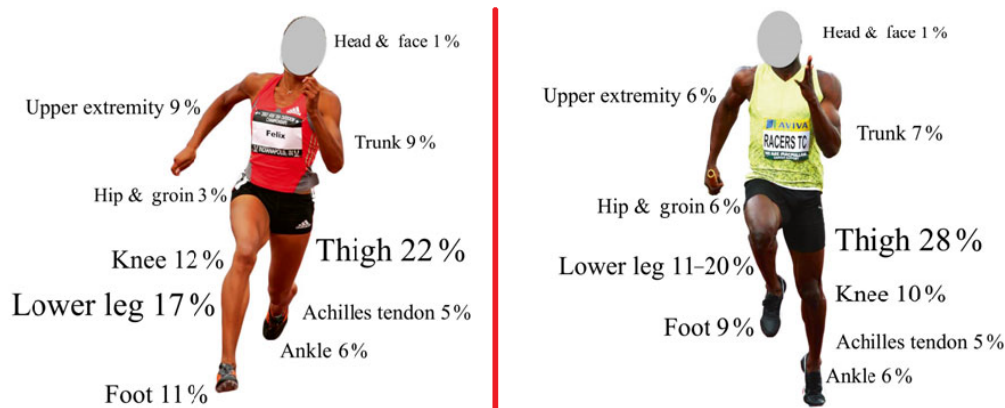 Head & face 1%
Upper extremity 9%
Felix
Trunk 9%
Hip & groin 3%
Thigh 22%
Knee 12%
Lower leg 17%
Achilles tendon 5%
Ankle 6%
Foot 11%
Head & face 1%
Upper extremity 6%
AVIVA
RACERS TC
Trunk 7%
Hip & groin 6%
Thigh 28%
Lower leg 11–20%
Knee 10%
Foot 9%
Achilles tendon 5%
Ankle 6%